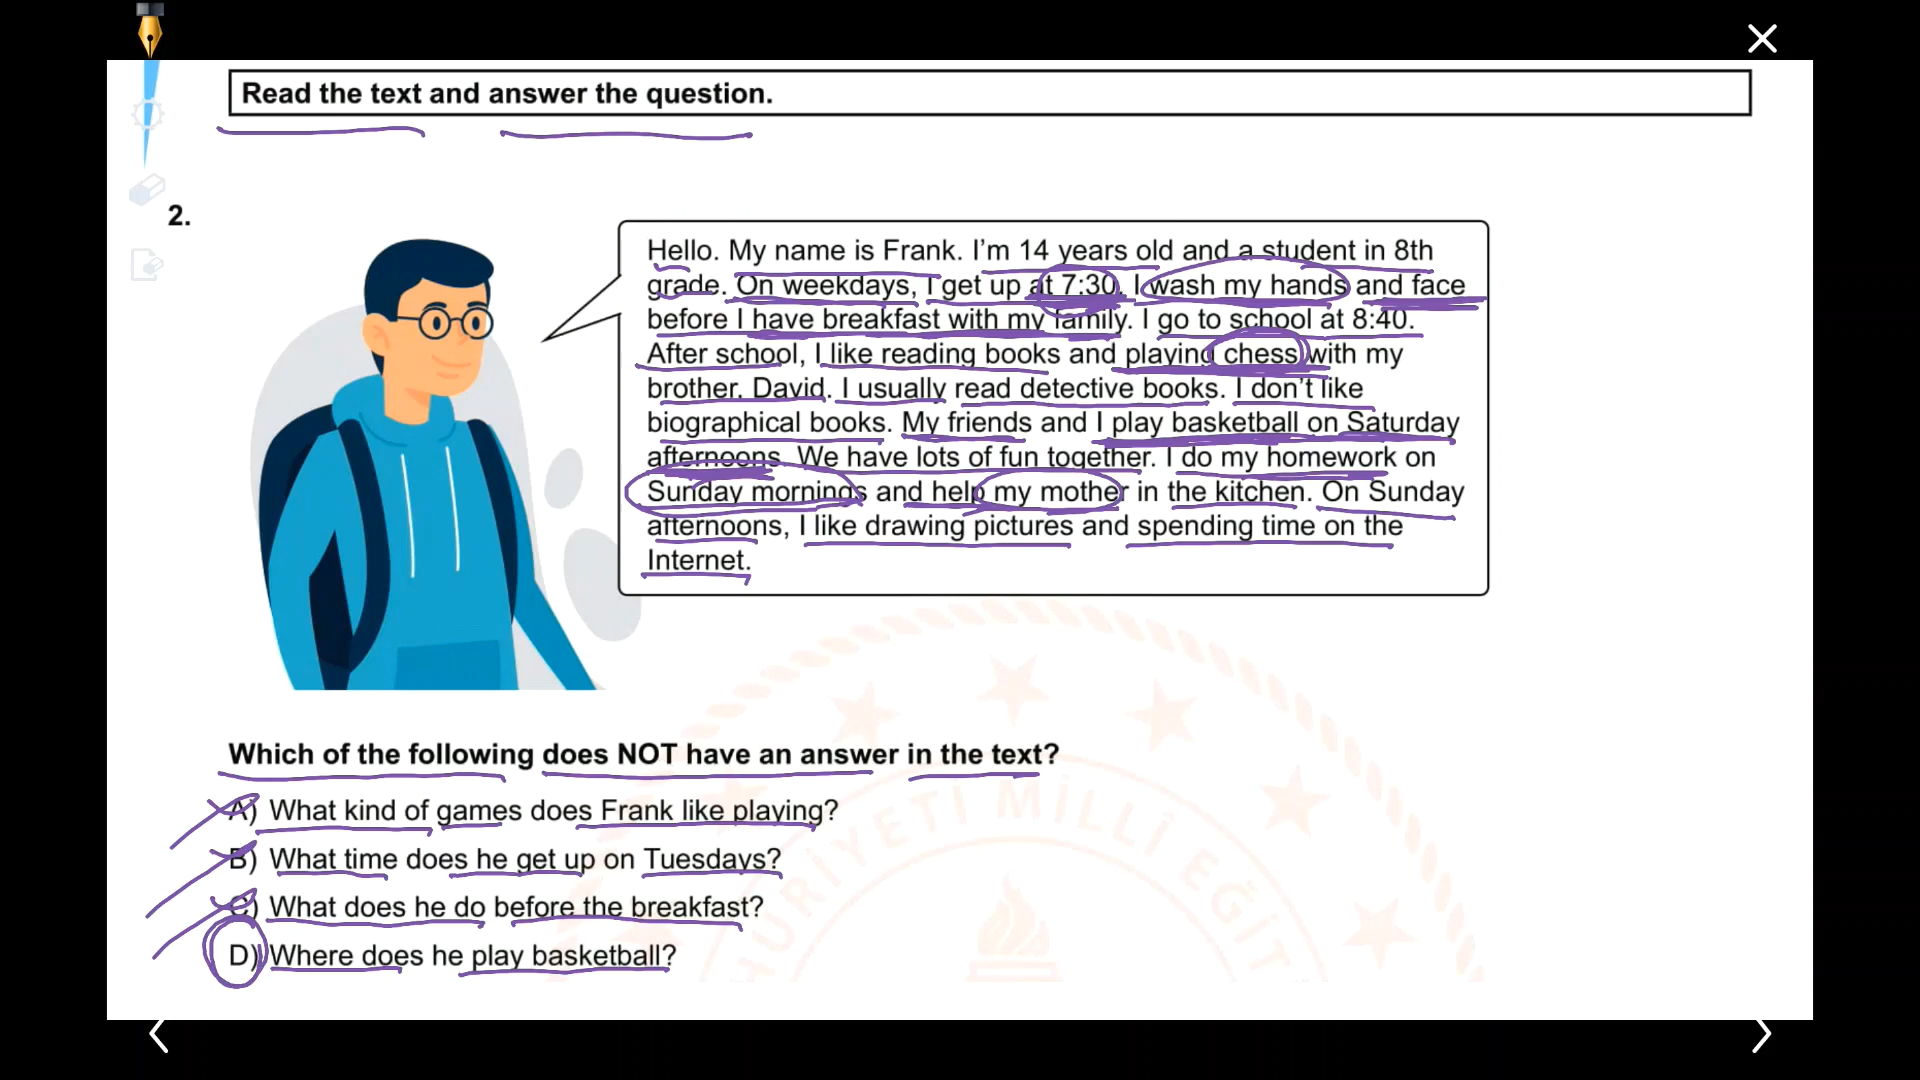 Read the text and answer the question.
2.
Hello. My name is Frank. I'm 14 years old and a student in 8th
grade. On weekdays, I get up at 7:30. I wash my hands and face
before I have breakfast with my family. I go to school at 8:40.
After school, I like reading books and playing chess with my
brother. David. I usually read detective books. I don't like
biographical books. My friends and I play basketball on Saturday
afternoons. We have lots of fun together. I do my homework on
Sunday mornings and help my mother in the kitchen. On Sunday
afternoons, I like drawing pictures and spending time on the
Internet.
Which of the following does NOT have an answer in the text?
A) What kind of games does Frank like playing?
B) What time does he get up on Tuesdays?
C) What does he do before the breakfast?
D) Where does he play basketball?
HURİYETİ MİLLÎ EĞİT